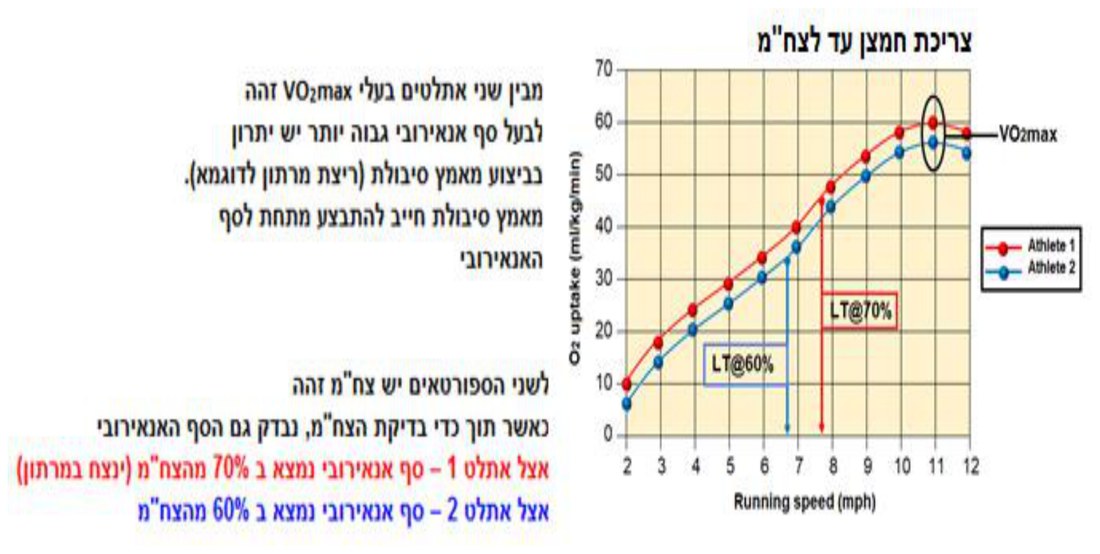 צריכת חמצן עד לצח"מ
מבין שני אתלטים בעלי VO2max זהה
לבעל סף אנאירובי גבוה יותר יש יתרון
בביצוע מאמץ סיבולת (ריצת מרתון לדוגמא).
מאמץ סיבולת חייב להתבצע מתחת לסף
האנאירובי
לשני הספורטאים יש צח"מ זהה
כאשר תוך כדי בדיקת הצח"מ, נבדק גם הסף האנאירובי
אצל אתלט 1 – סף אנאירובי נמצא ב 70% מהצח"מ (ינצח במרתון)
אצל אתלט 2 – סף אנאירובי נמצא ב 60% מהצח"מ
O2 uptake (ml/kg/min)
70
60
50
40
30
20
10
0
2 3 4 5 6 7 8 9 10 11 12
Running speed (mph)
VO2max
Athlete 1
Athlete 2
LT@70%
LT@60%